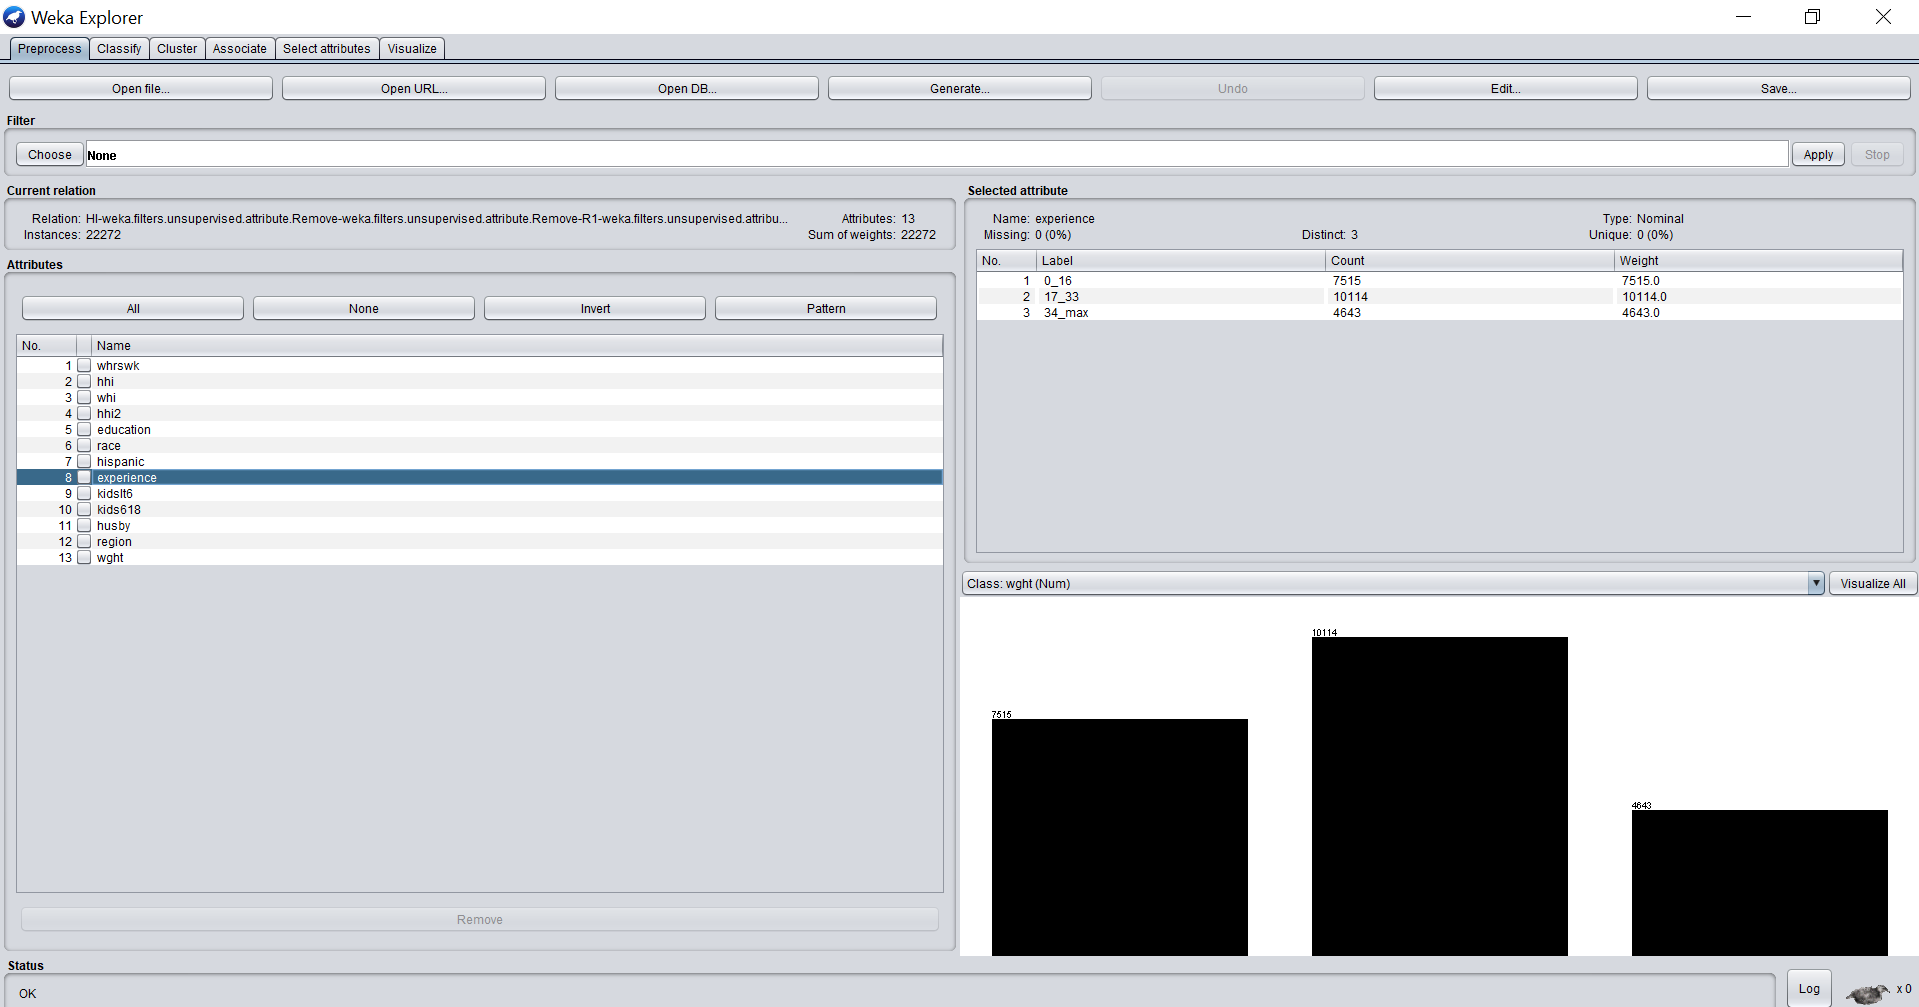 Weka Explorer
Preprocess Classify Cluster Associate Select attributes Visualize
Open file... Open URL... Open DB... Generate... Undo Edit... Save...
Filter
Choose None Apply Stop
Current relation
Relation: HI-weka.filters.unsupervised.attribute.Remove-weka.filters.unsupervised.attribute.Remove-R1-weka.filters.unsupervised.attribu... Attributes: 13
Instances: 22272 Sum of weights: 22272
Attributes
All None Invert Pattern
No. Name
1 whrswk
2 hhi
3 whi
4 hhi2
5 education
6 race
7 hispanic
8 experience
9 kidslt6
10 kids618
11 husby
12 region
13 wght
Remove
Selected attribute
Name: experience Type: Nominal
Missing: 0 (0%) Distinct: 3 Unique: 0 (0%)
No. Label Count Weight
1 0_16 7515 7515.0
2 17_33 10114 10114.0
3 34_max 4643 4643.0
Class: wght (Num) Visualize All
10114
7515
4643
Status
OK Log x 0